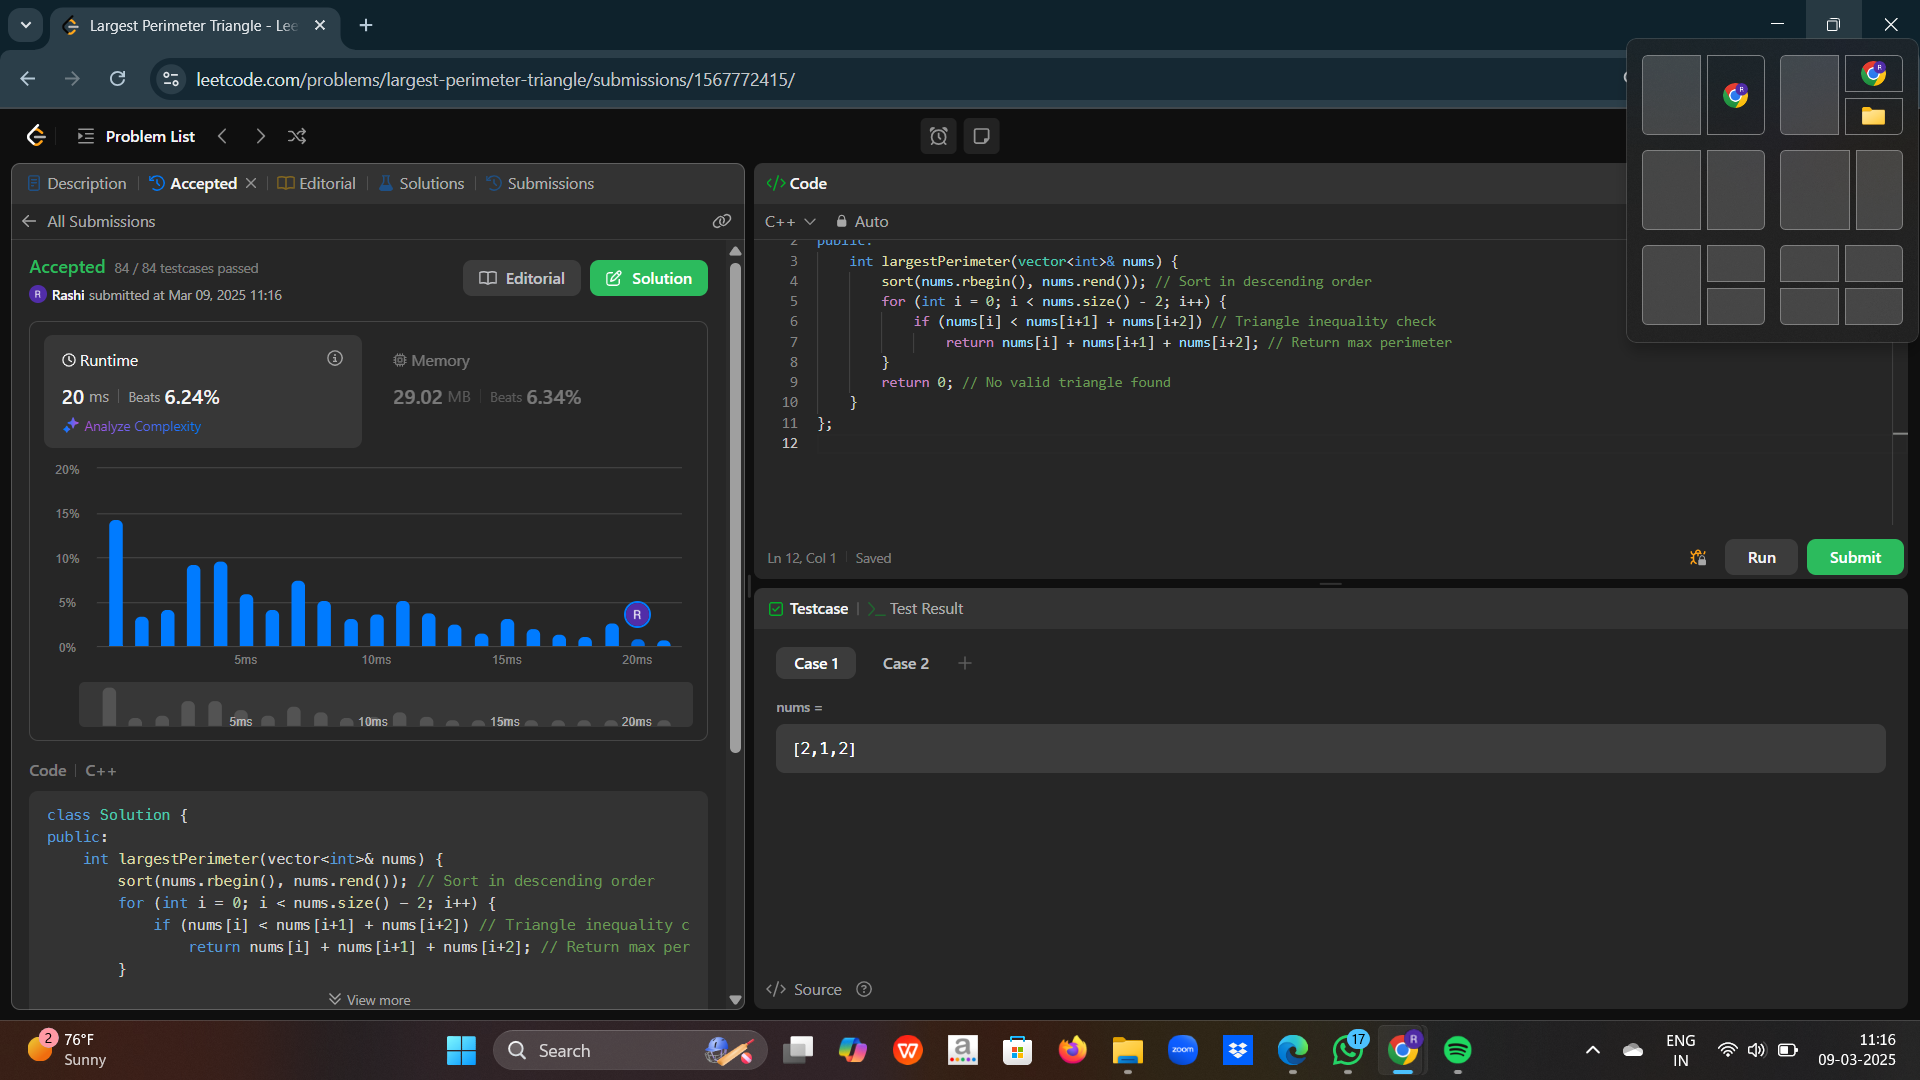 Largest Perimeter Triangle - Lee
leetcode.com/problems/largest-perimeter-triangle/submissions/1567772415/
Problem List
Description
Accepted
Editorial
Solutions
Submissions
All Submissions
Accepted 84 / 84 testcases passed
R Rashi submitted at Mar 09, 2025 11:16
Editorial
Solution
Runtime
20 ms Beats 6.24%
Analyze Complexity
Memory
29.02 MB Beats 6.34%
20%
15%
10%
5%
0%
R
5ms 10ms 15ms 20ms
5ms 10ms 15ms 20ms
Code C++
class Solution {
public:
int largestPerimeter(vector<int>& nums) {
sort(nums.rbegin(), nums.rend()); // Sort in descending order
for (int i = 0; i < nums.size() - 2; i++) {
if (nums[i] < nums[i+1] + nums[i+2]) // Triangle inequality c
return nums[i] + nums[i+1] + nums[i+2]; // Return max per
}
View more
</> Code
C++ Auto
2 public:
3 int largestPerimeter(vector<int>& nums) {
4 sort(nums.rbegin(), nums.rend()); // Sort in descending order
5 for (int i = 0; i < nums.size() - 2; i++) {
6 if (nums[i] < nums[i+1] + nums[i+2]) // Triangle inequality check
7 return nums[i] + nums[i+1] + nums[i+2]; // Return max perimeter
8 }
9 return 0; // No valid triangle found
10 }
11 };
12
Ln 12, Col 1 Saved
Run
Submit
Testcase
>_ Test Result
Case 1 Case 2 +
nums =
[2,1,2]
</> Source
2
76°F
Sunny
Search
W
a
zoom
17
R
ENG
IN
11:16
09-03-2025